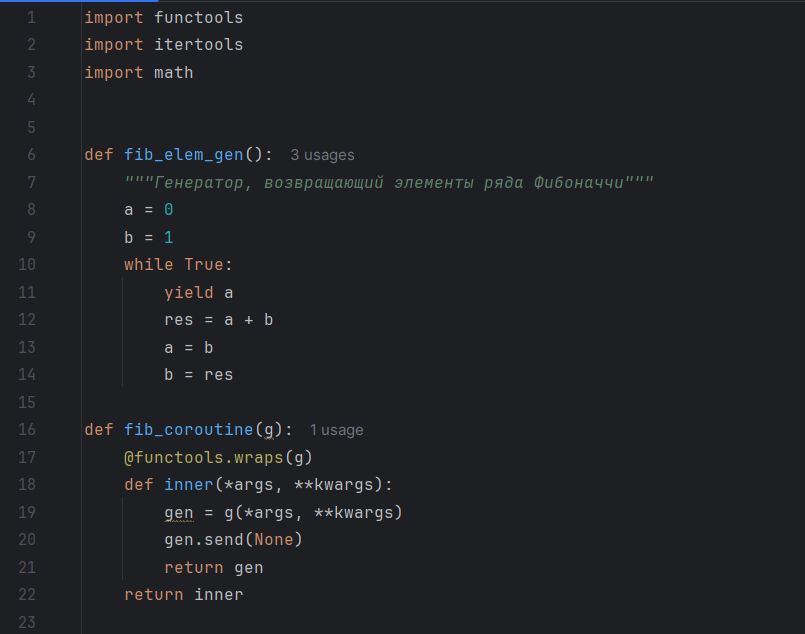 1 import functools
2 import itertools
3 import math
4
5
6 def fib_elem_gen(): 3 usages
7     """Генератор, возвращающий элементы ряда Фибоначчи"""
8     a = 0
9     b = 1
10     while True:
11         yield a
12         res = a + b
13         a = b
14         b = res
15
16 def fib_coroutine(g): 1 usage
17     @functools.wraps(g)
18     def inner(*args, **kwargs):
19         gen = g(*args, **kwargs)
20         gen.send(None)
21         return gen
22     return inner
23